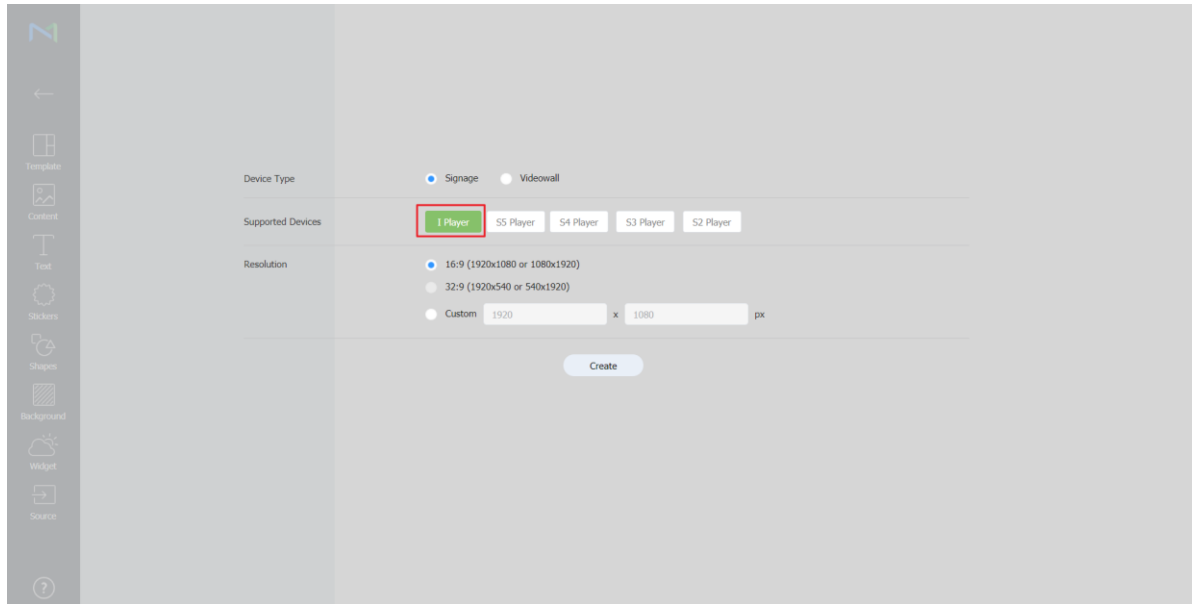 Template
Content
Text
Stickers
Shapes
Background
Widget
Source
?
Device Type Signage Videowall
Supported Devices I Player S5 Player S4 Player S3 Player S2 Player
Resolution 16:9 (1920x1080 or 1080x1920)
32:9 (1920x540 or 540x1920)
Custom 1920 x 1080 px
Create